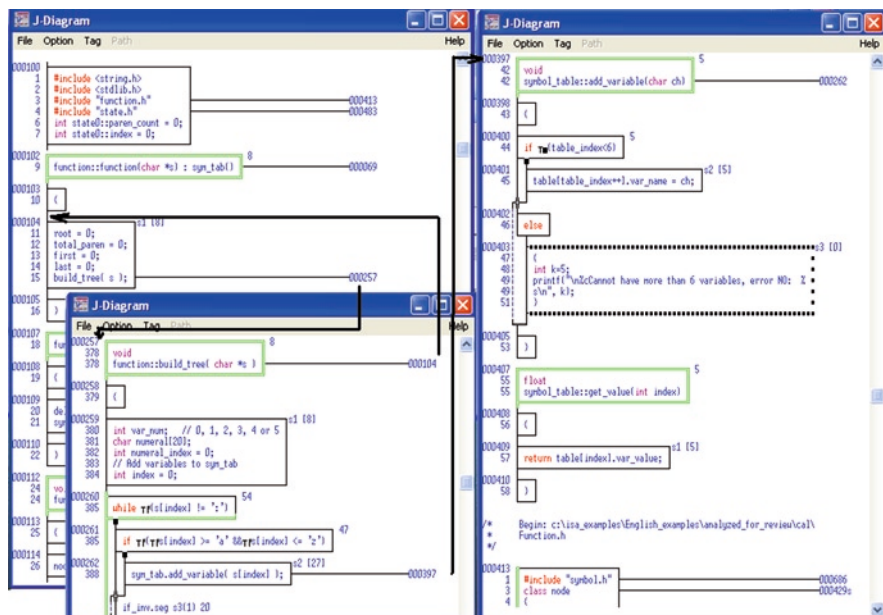 J-Diagram
File Option Tag Path Help
000100
1 #include <string.h>
2 #include <stdlib.h>
3 #include "function.h" 000413
4 #include "state.h" 000483
6 int state0::paren_count = 0;
7 int state0::index = 0;
000102 8
9 function::function(char *s) : sym_tab() 000069
000103
10 {
000104 s1 [8]
11 root = 0;
12 total_paren = 0;
13 first = 0;
14 last = 0;
15 build_tree( s ); 000257
000105
16 }
000107
18
000108
19 {
000109
20
21
000110
22 }
000112
24
24
000113
25 {
000114
26
J-Diagram
File Option Tag Path Help
000257 8
378 void
378 function::build_tree( char *s ) 000104
000258
379 {
000259 s1 [8]
380 int var_num; // 0, 1, 2, 3, 4 or 5
381 char numeral[20];
382 int numeral_index = 0;
383 // Add variables to sym_tab
384 int index = 0;
000260 54
385 while (s[index] != ';')
000261 47
385 if (s[index] >= 'a' && s[index] <= 'z')
000262 s2 [27]
388 sym_tab.add_variable( s[index] ); 000397
if_inv.seg s3(1) 20
J-Diagram
File Option Tag Path Help
000397 5
42 void
42 symbol_table::add_variable(char ch) 000262
000398
43 {
000400 5
44 if (table_index<6)
000401 s2 [5]
45 table[table_index++].var_name = ch;
000402
46 else
000403 s3 [0]
47 {
48 int k=5;
49 printf("\n%cCannot have more than 6 variables, error NO: %
49 s\n", k);
51 }
000405
53 }
000407 5
55 float
55 symbol_table::get_value(int index)
000408
56 {
000409 s1 [5]
57 return table[index].var_value;
000410
58 }
/* Begin: c:\isa_examples\English_examples\analyzed_for_review\cal\
* Function.h
*/
000413
1 #include "symbol.h" 000686
3 class node 000429s
4 {